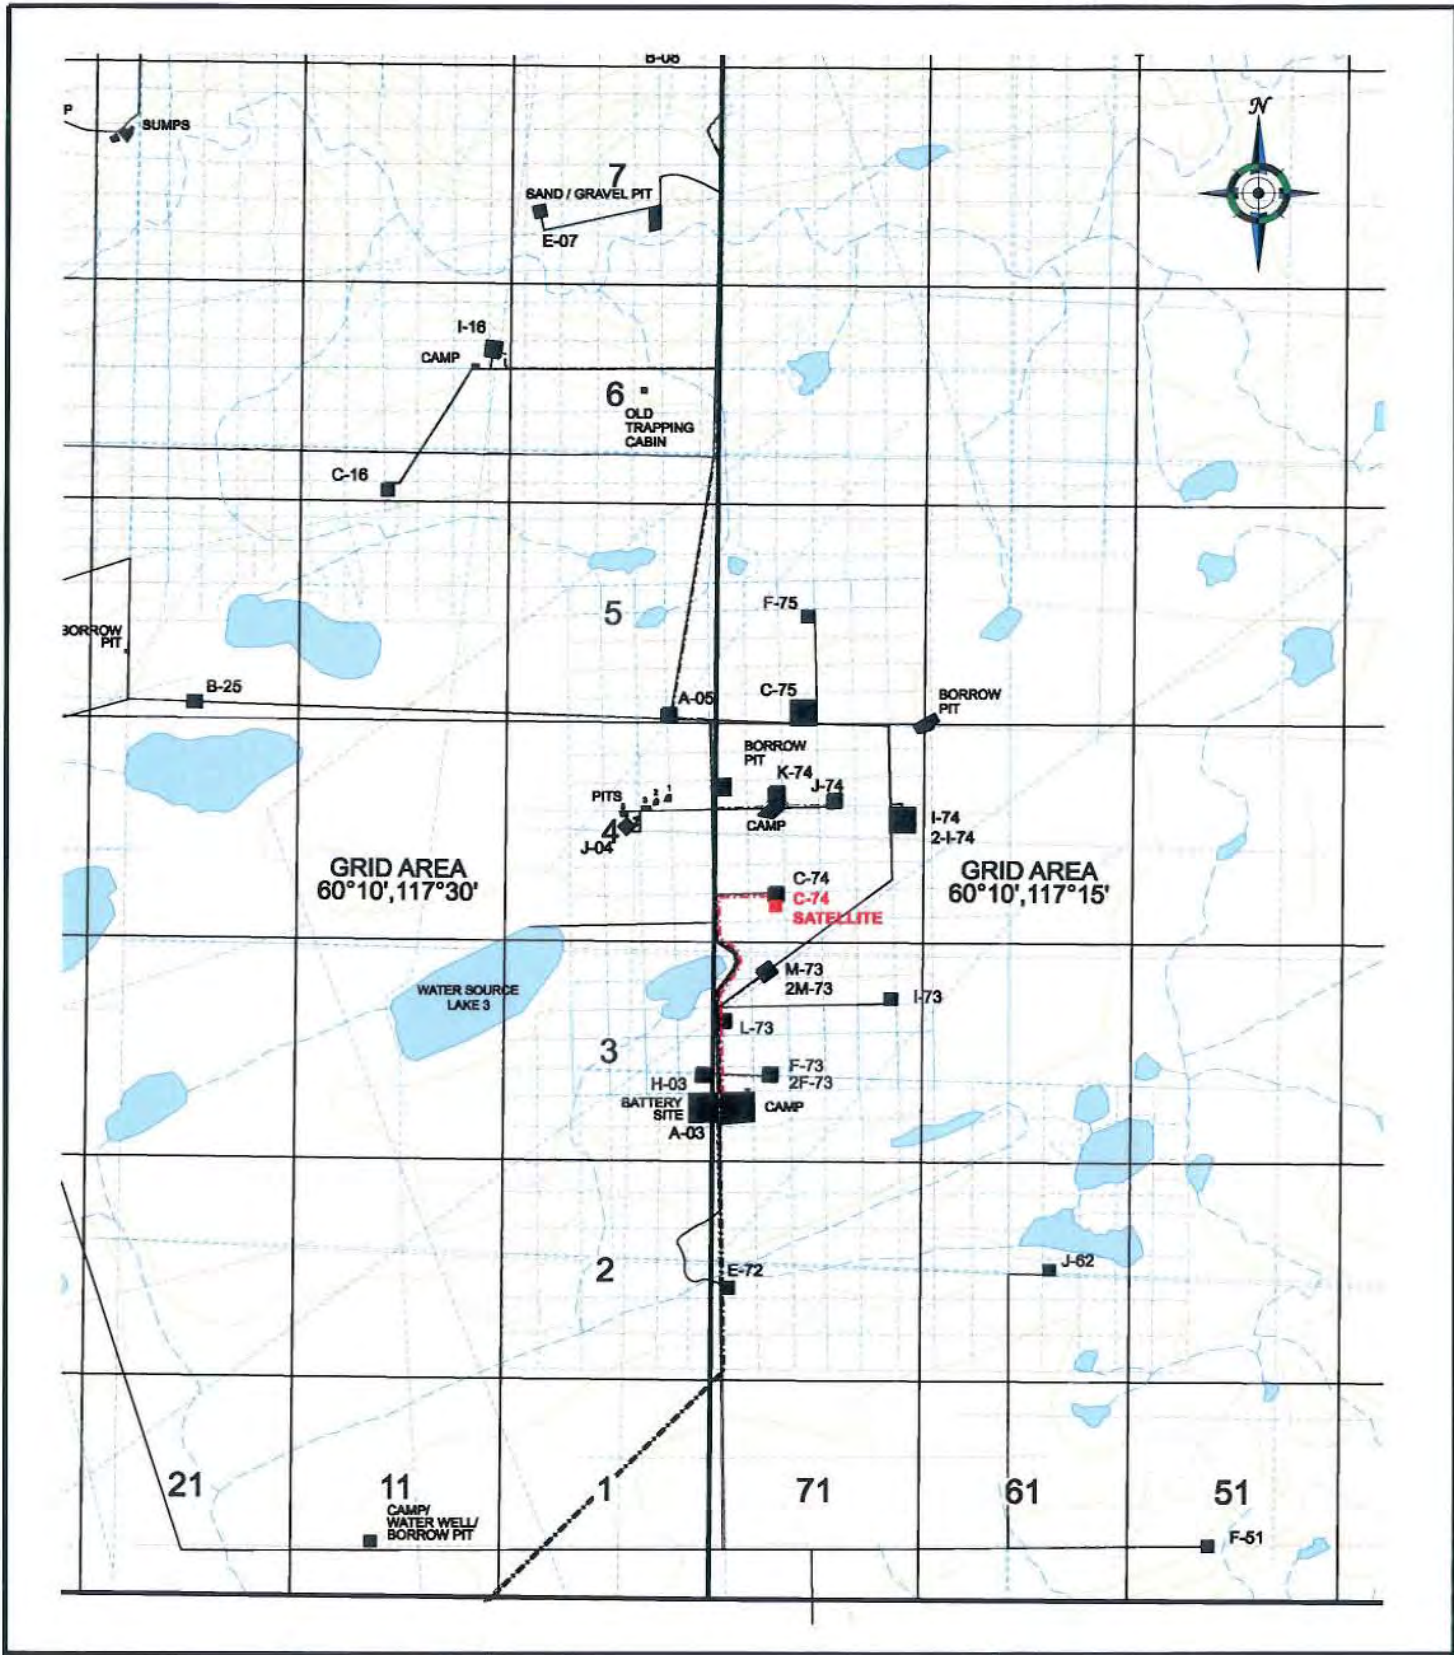 B-08
N
P
SUMPS
7
SAND / GRAVEL PIT
E-07
I-16
CAMP
6
OLD
TRAPPING
CABIN
C-16
5
F-75
BORROW
PIT
B-25
A-05
C-75
BORROW
PIT
BORROW
PIT
K-74
J-74
PITS
3
2
1
4
J-04
CAMP
I-74
2-I-74
GRID AREA
60°10',117°30'
GRID AREA
60°10',117°15'
C-74
C-74
SATELLITE
WATER SOURCE
LAKE 3
M-73
2M-73
I-73
L-73
3
H-03
F-73
2F-73
BATTERY
SITE
CAMP
A-03
2
E-72
J-62
21
11
1
71
61
51
CAMP/
WATER WELL/
BORROW PIT
F-51